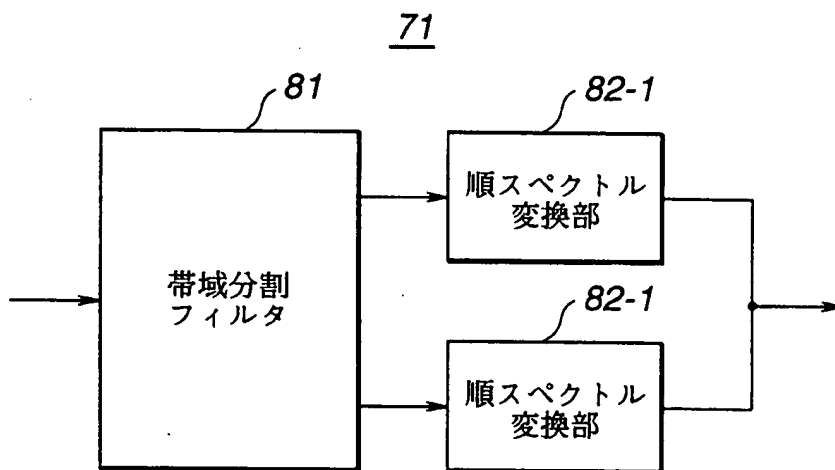 71
81
82-1
順スペクトル
変換部
帯域分割
フィルタ
82-1
順スペクトル
変換部